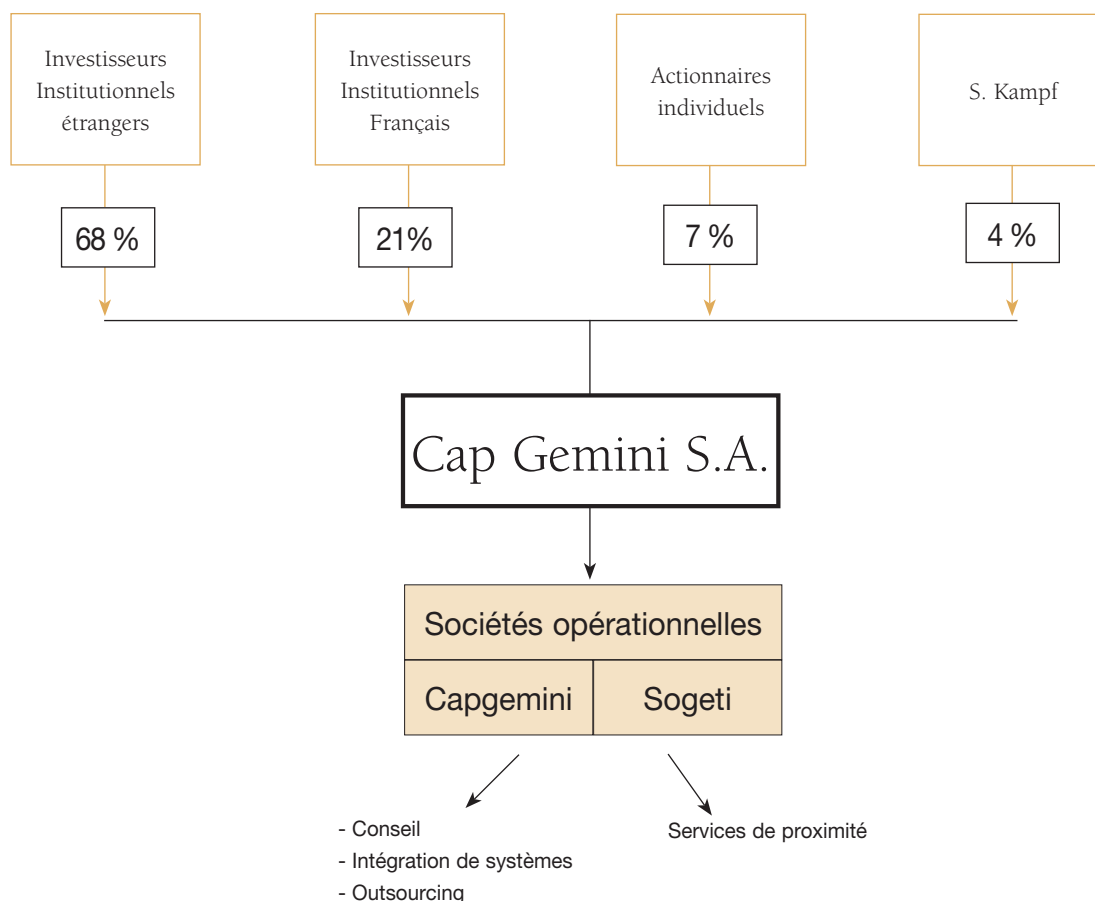 Investisseurs
Institutionnels
étrangers
Investisseurs
Institutionnels
Français
Actionnaires
individuels
S. Kampf
68 %
21%
7 %
4 %
Cap Gemini S.A.
Sociétés opérationnelles
Capgemini
Sogeti
- Conseil
- Intégration de systèmes
- Outsourcing
Services de proximité